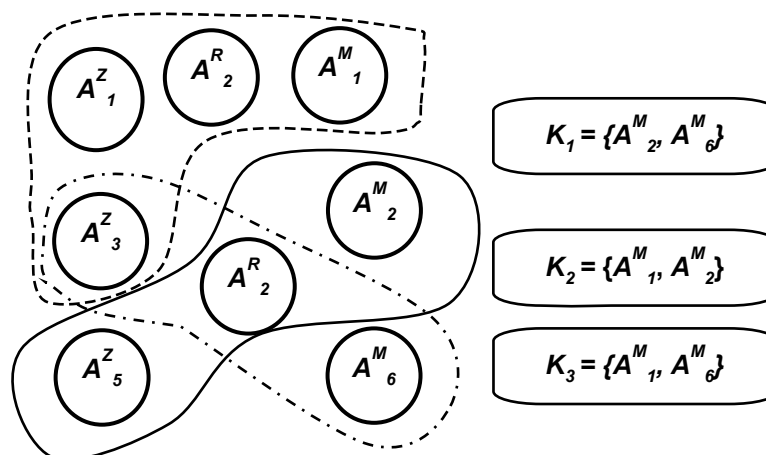 A^Z_1
A^R_2
A^M_1
K_1 = {A^M_2, A^M_6}
A^M_2
A^Z_3
A^R_2
K_2 = {A^M_1, A^M_2}
A^Z_5
A^M_6
K_3 = {A^M_1, A^M_6}